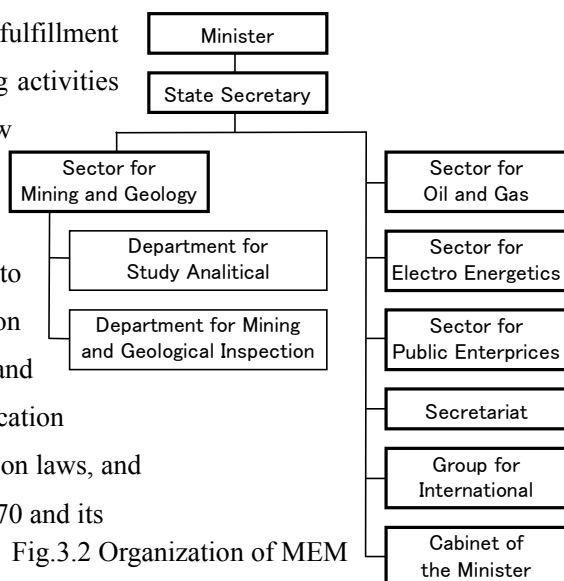 fulfillment
g activities
w
to
on
and
cation
on laws, and
70 and its
Minister
State Secretary
Sector for
Mining and Geology
Department for
Study Analitical
Department for Mining
and Geological Inspection
Sector for
Oil and Gas
Sector for
Electro Energetics
Sector for
Public Enterprices
Secretariat
Group for
International
Cabinet of
the Minister
Fig.3.2 Organization of MEM